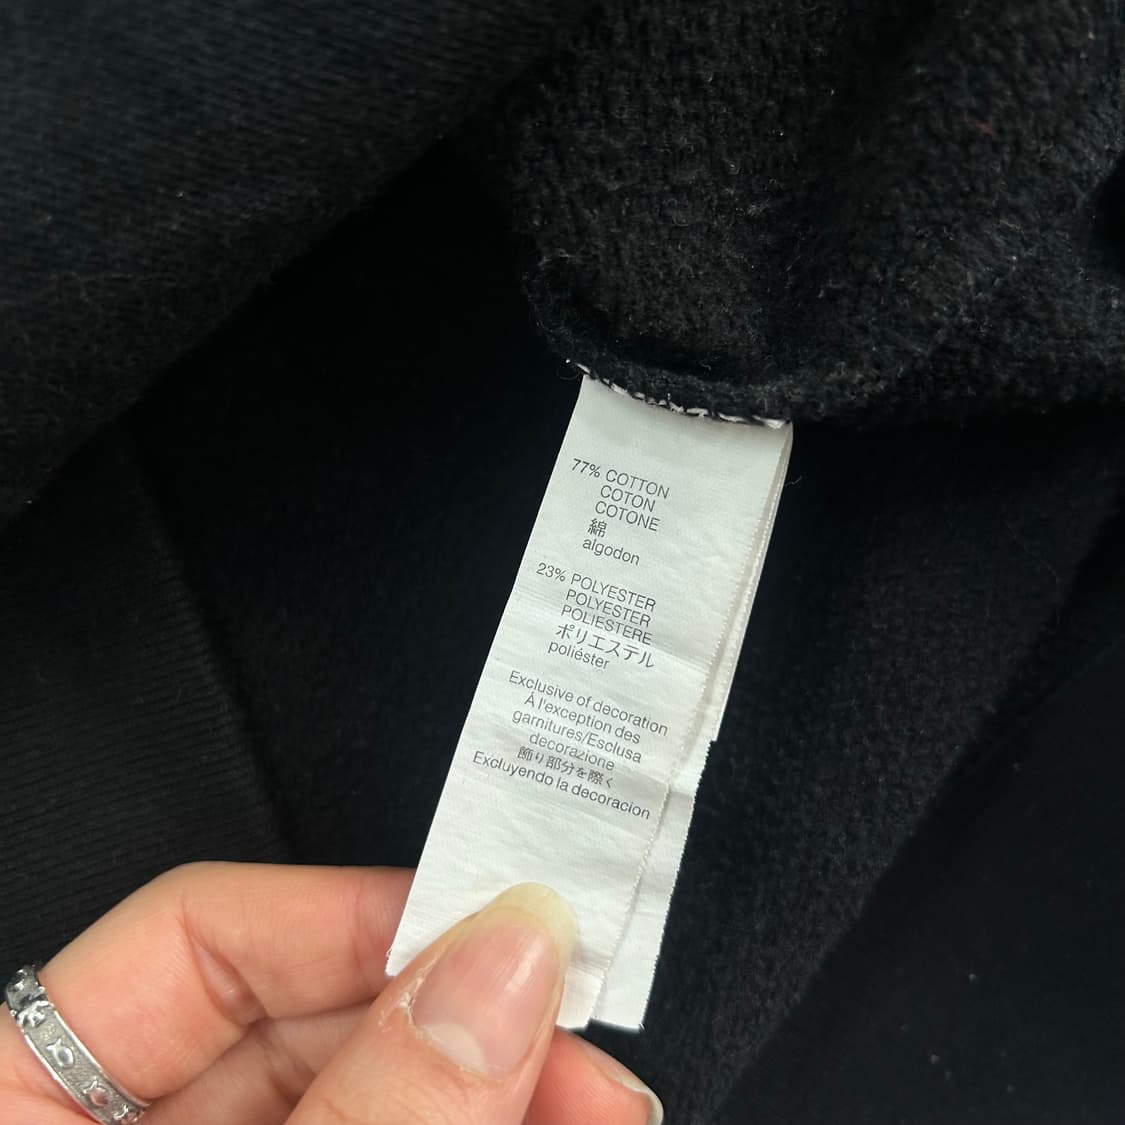 77% COTTON
COTON
COTONE
綿
algodon
23% POLYESTER
POLYESTER
POLIESTERE
ポリエステル
poliéster
Exclusive of decoration
Á l'exception des
garnitures/Esclusa
decorazione
飾り部分を際く
Excluyendo la decoracion